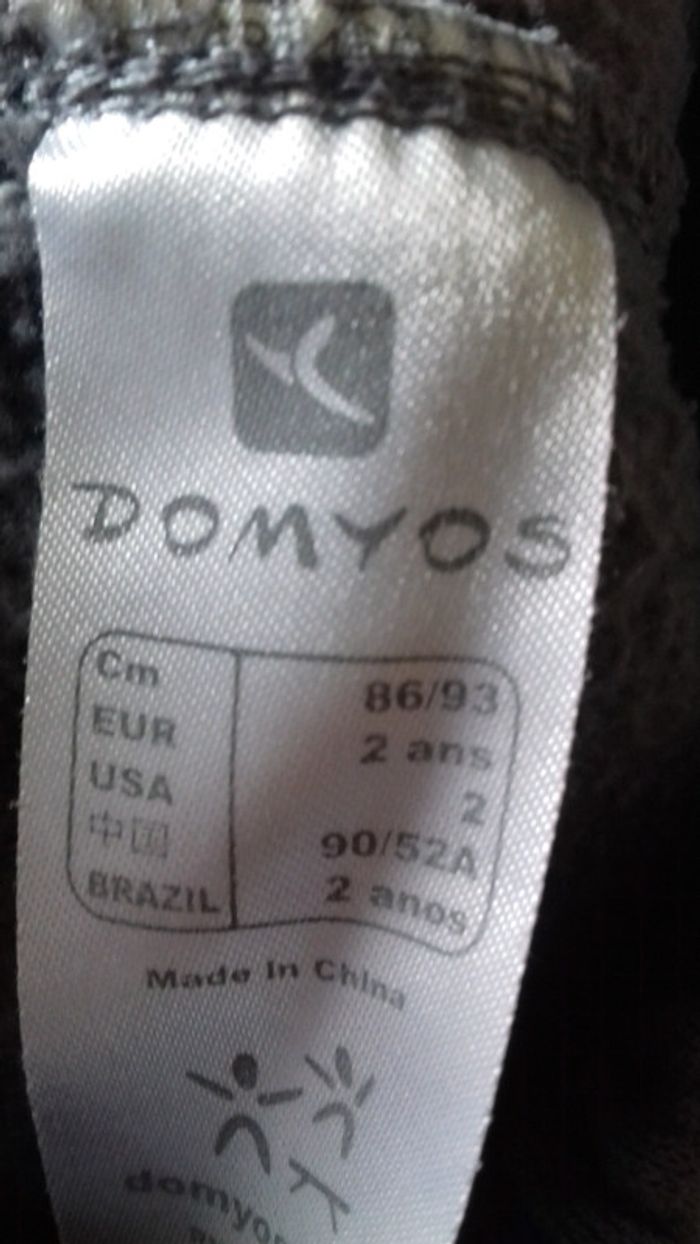 DOMYOS
Cm 86/93
EUR 2 ans
USA 2
中国 90/52A
BRAZIL 2 anos
Made In China
domyos